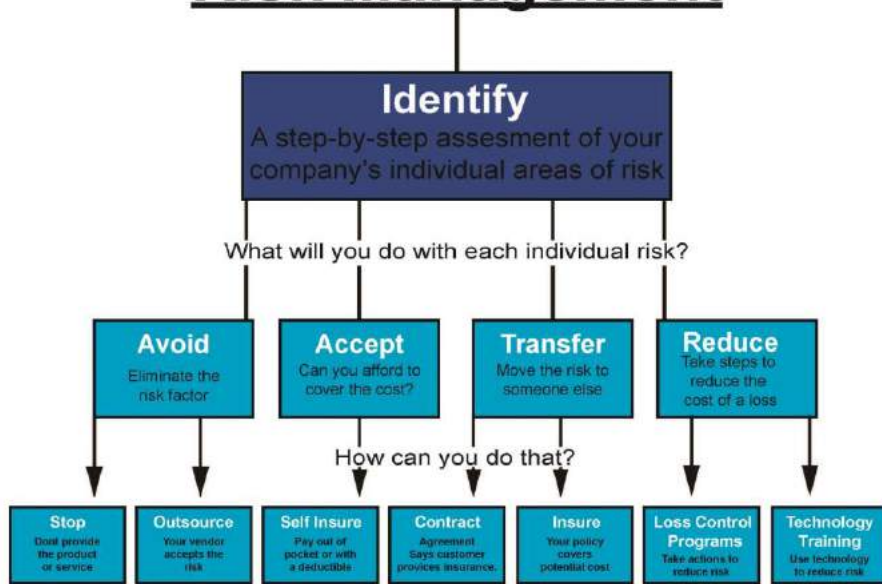 Risk Management
Identify
A step-by-step assesment of your
company's individual areas of risk
What will you do with each individual risk?
Avoid
Eliminate the
risk factor
Accept
Can you afford to
cover the cost?
Transfer
Move the risk to
someone else
Reduce
Take steps to
reduce the
cost of a loss
How can you do that?
Stop
Dont provide
the product
or service
Outsource
Your vendor
accepts the
risk
Self Insure
Pay out of
pocket or with
a deductible
Contract
Agreement
Says customer
provices insurance.
Insure
Your policy
covers
potential cost
Loss Control
Programs
Take actions to
reduce risk
Technology
Training
Use technology
to reduce risk